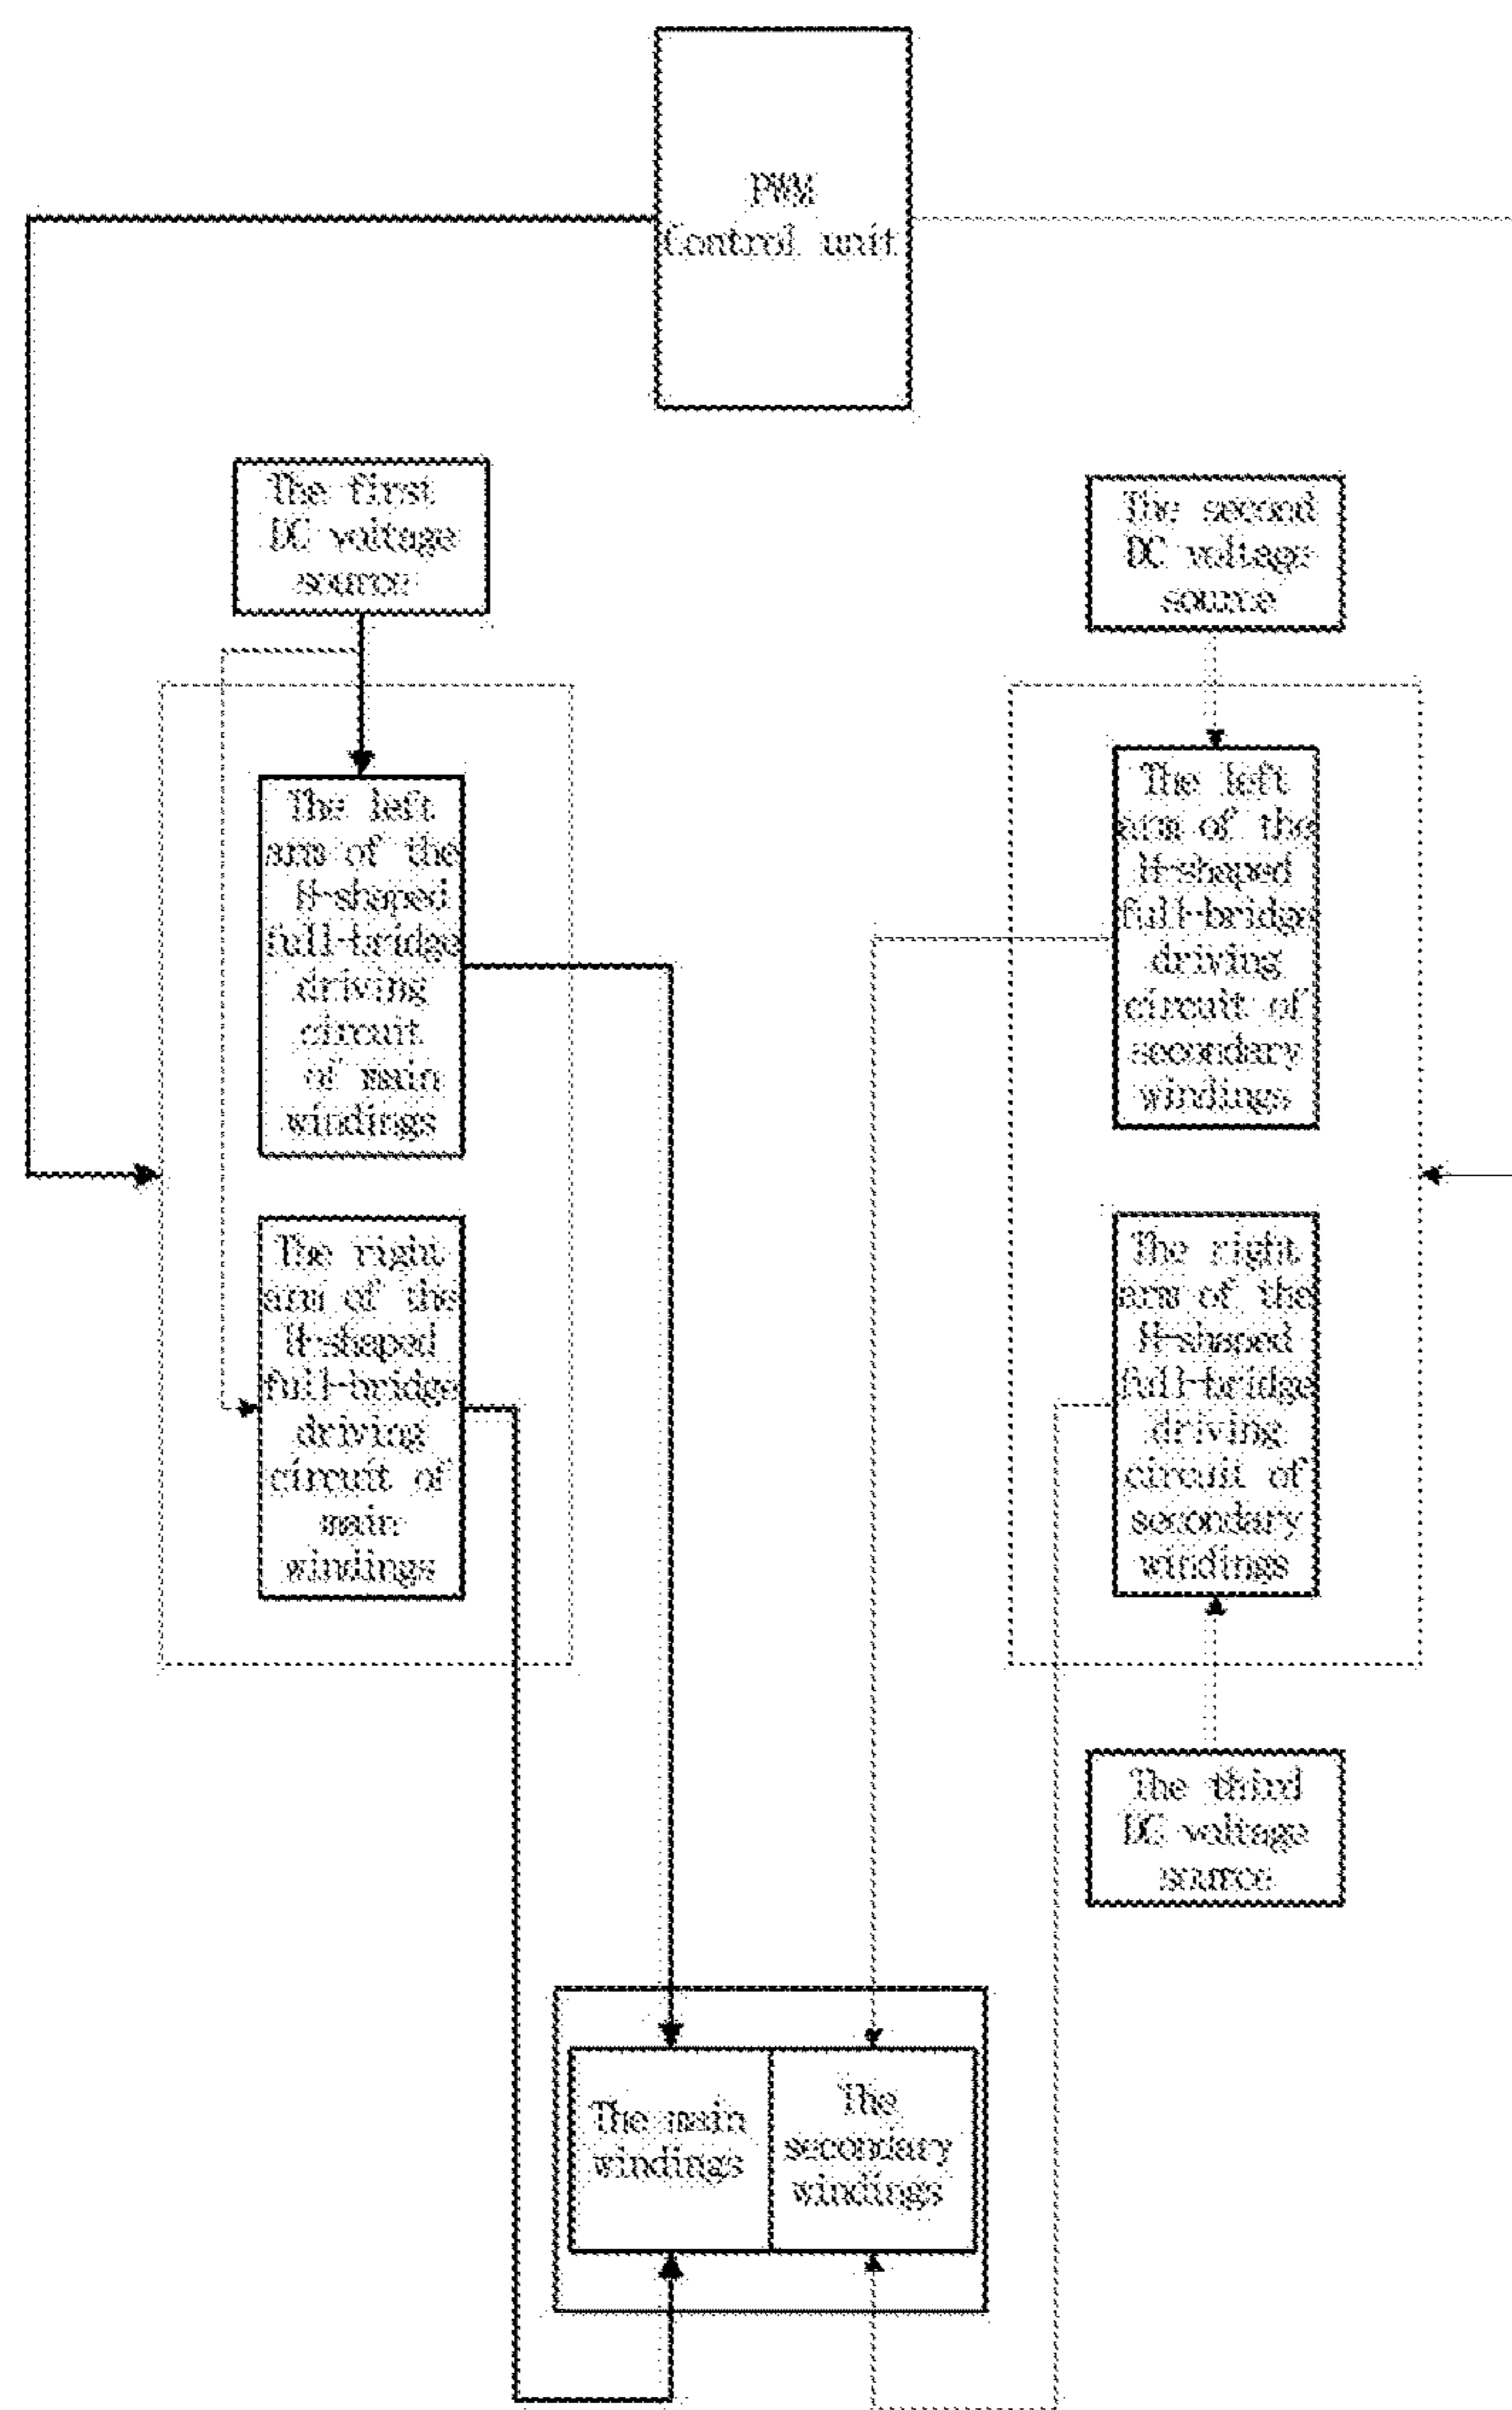 PWM
Control unit
The first
DC voltage
source
The second
DC voltage
source
The left
arm of the
H-shaped
full-bridge
driving
circuit
of main
windings
The left
arm of the
H-shaped
full-bridge
driving
circuit of
secondary
windings
The right
arm of the
H-shaped
full-bridge
driving
circuit of
main
windings
The right
arm of the
H-shaped
full-bridge
driving
circuit of
secondary
windings
The third
DC voltage
source
The main
windings
The
secondary
windings